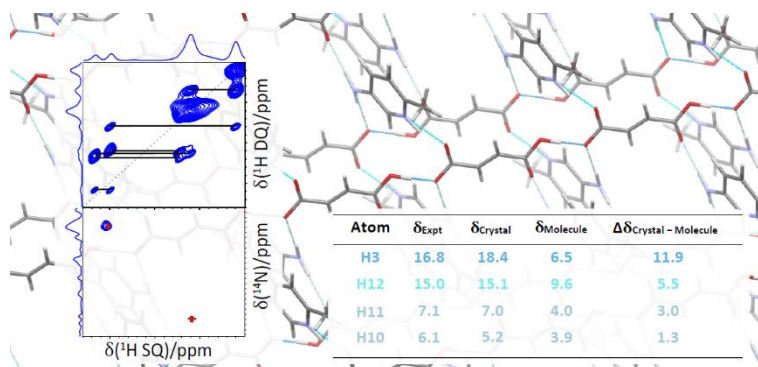 δ(¹H DQ)/ppm
δ(¹⁴N)/ppm
δ(¹H SQ)/ppm
Atom δExpt δCrystal δMolecule ΔδCrystal – Molecule
H3 16.8 18.4 6.5 11.9
H12 15.0 15.1 9.6 5.5
H11 7.1 7.0 4.0 3.0
H10 6.1 5.2 3.9 1.3